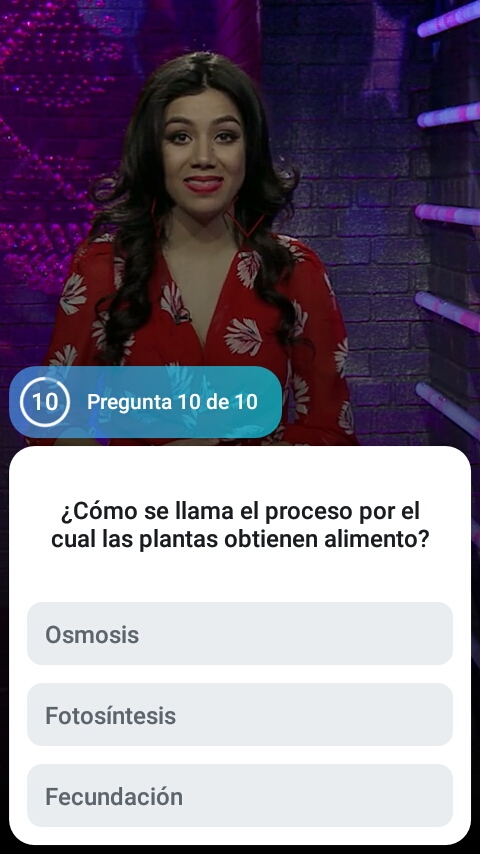 10
Pregunta 10 de 10
¿Cómo se llama el proceso por el
cual las plantas obtienen alimento?
Osmosis
Fotosíntesis
Fecundación